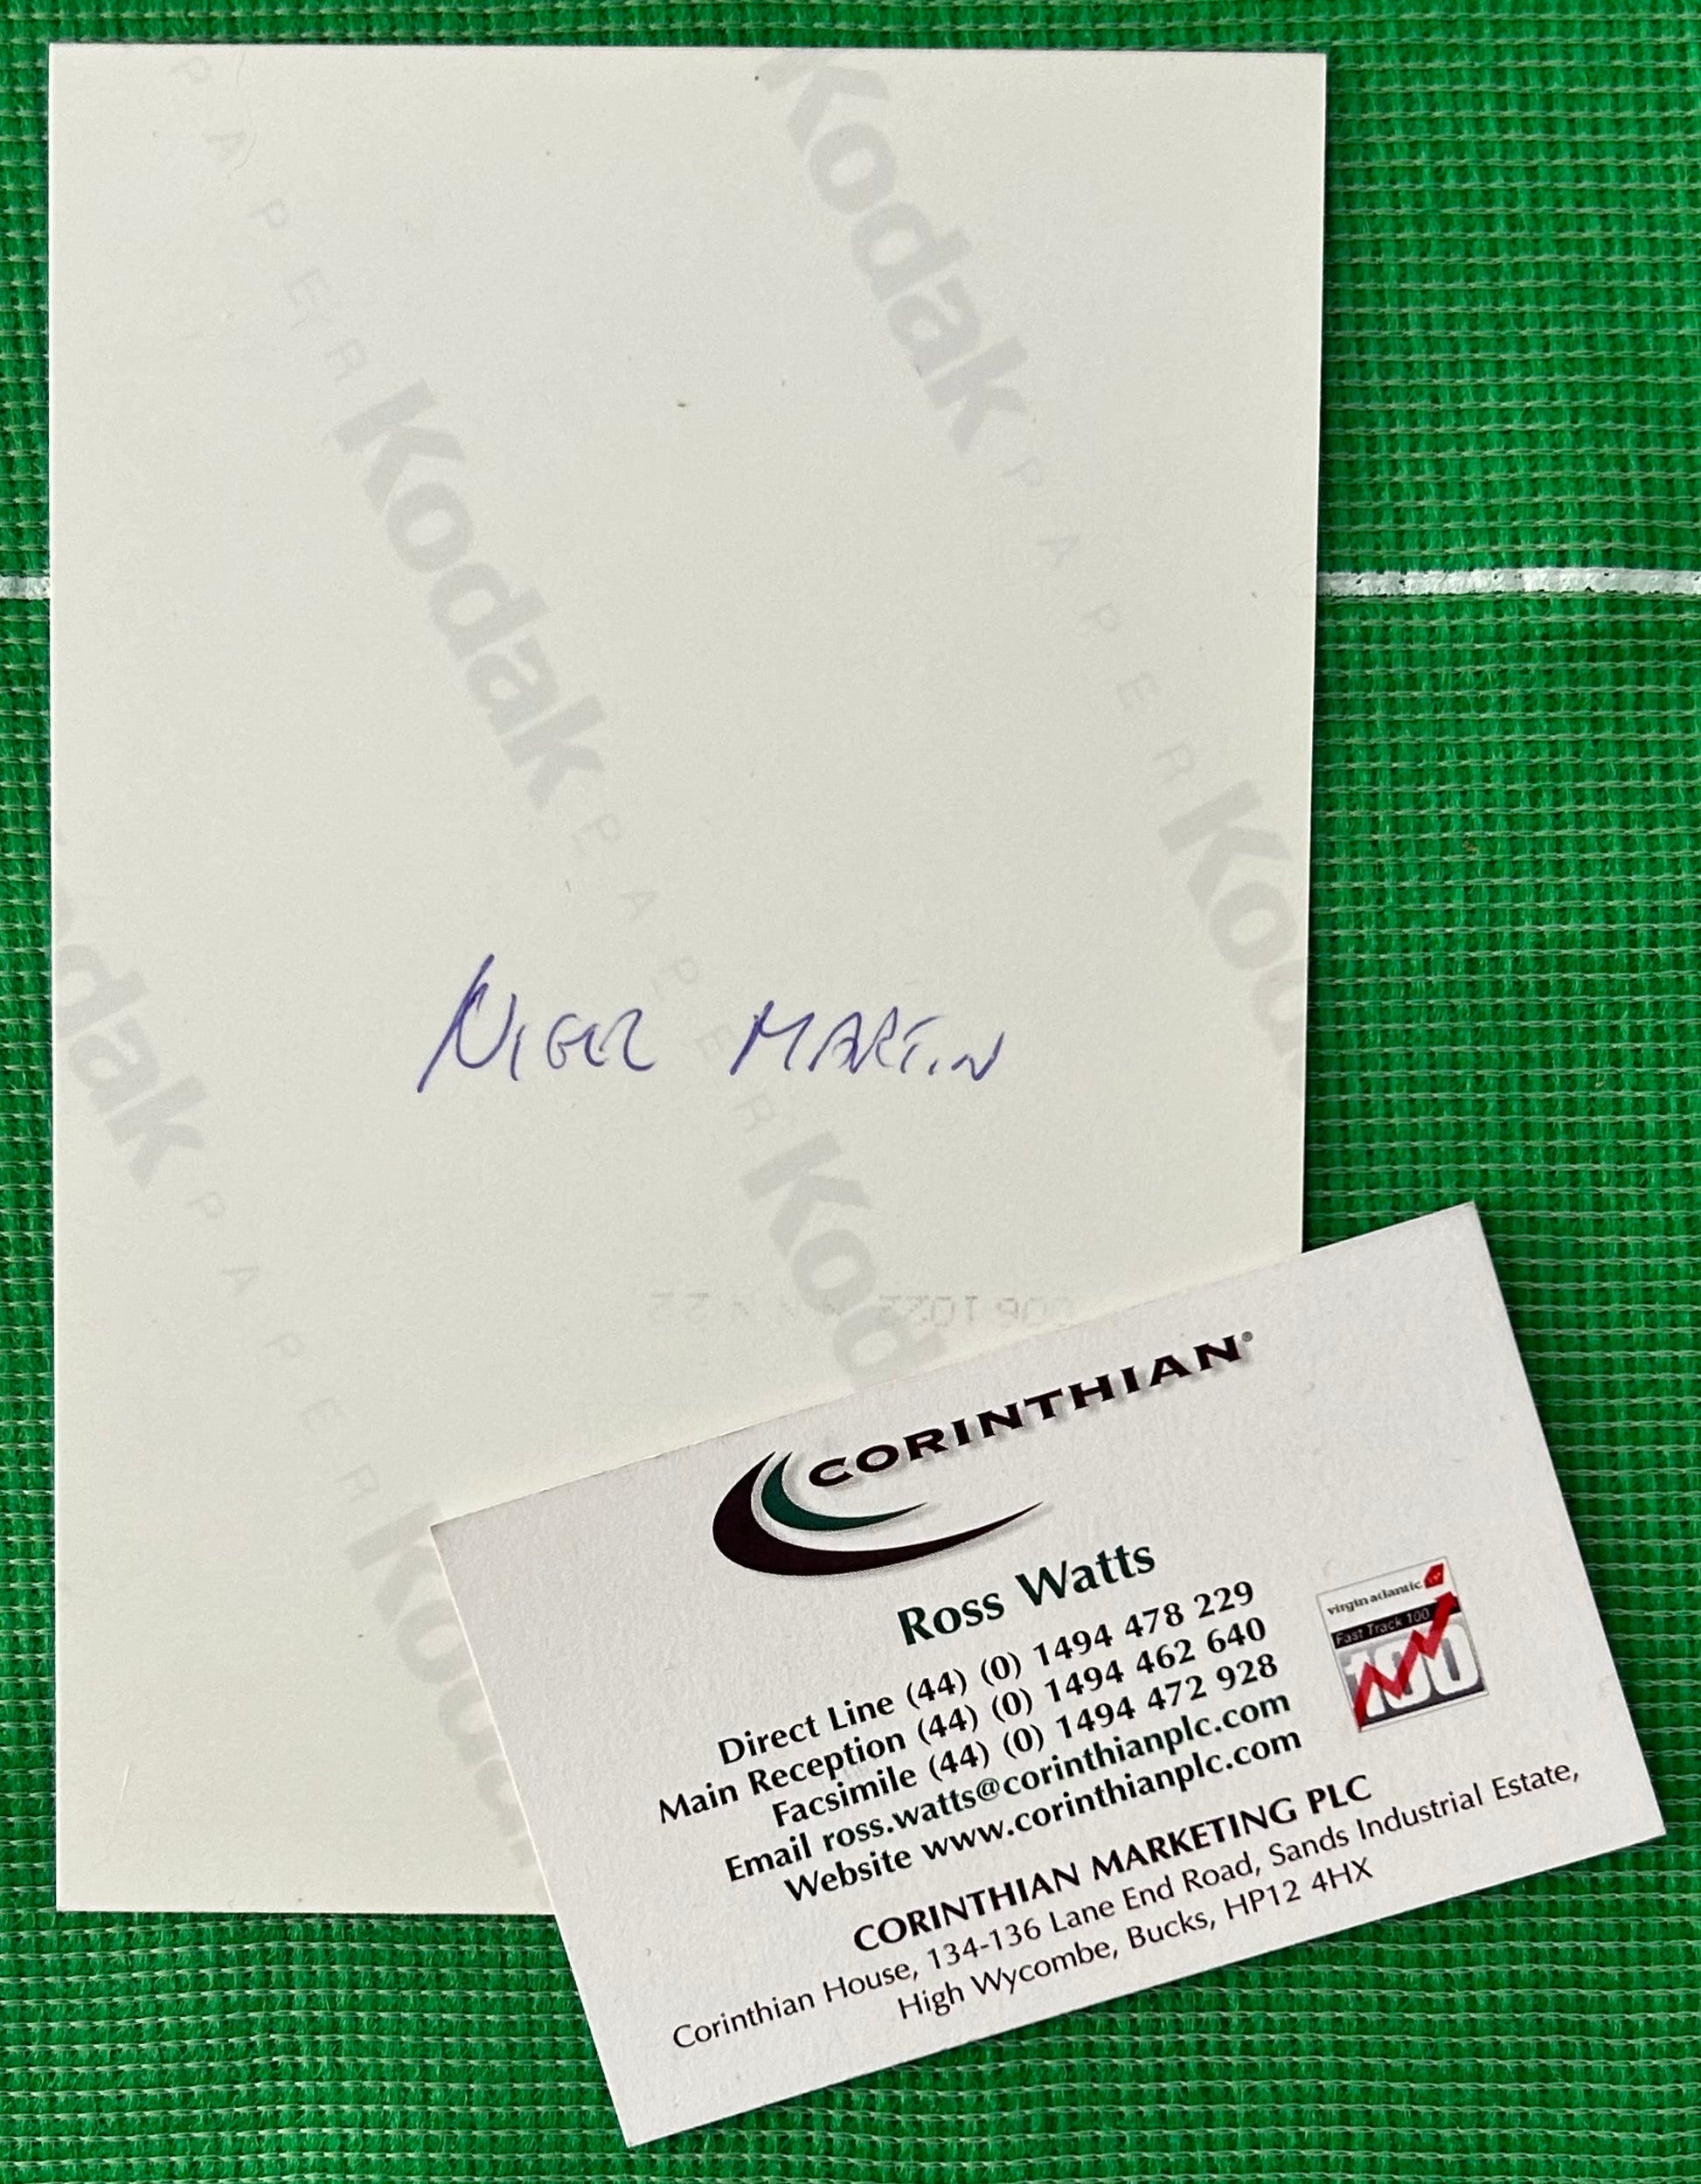 Kodak
PAPER
Kodak
PAPER
Kodak
PAPER
Kod
dak
PAPER
Kodak
NIGEL MARTIN
CORINTHIAN®
Ross Watts
Direct Line (44) (0) 1494 478 229
Main Reception (44) (0) 1494 462 640
Facsimile (44) (0) 1494 472 928
Email ross.watts@corinthianplc.com
Website www.corinthianplc.com
virgin atlantic
Fast Track 100
100
CORINTHIAN MARKETING PLC
Corinthian House, 134-136 Lane End Road, Sands Industrial Estate,
High Wycombe, Bucks, HP12 4HX